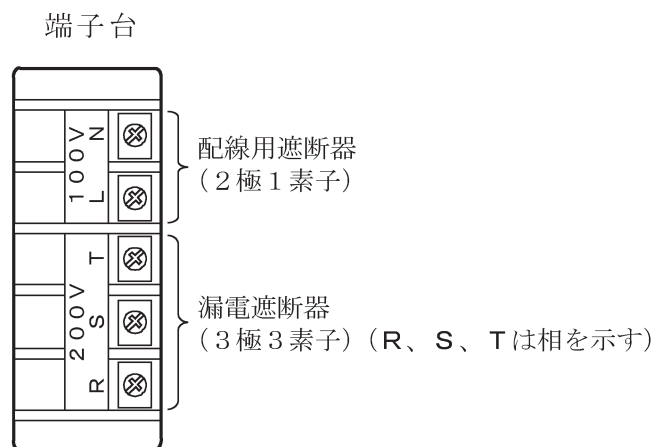 端子台
100V
N
L
配線用遮断器
（２極１素子）
200V
T
S
R
漏電遮断器
（３極３素子）（R、S、Tは相を示す）